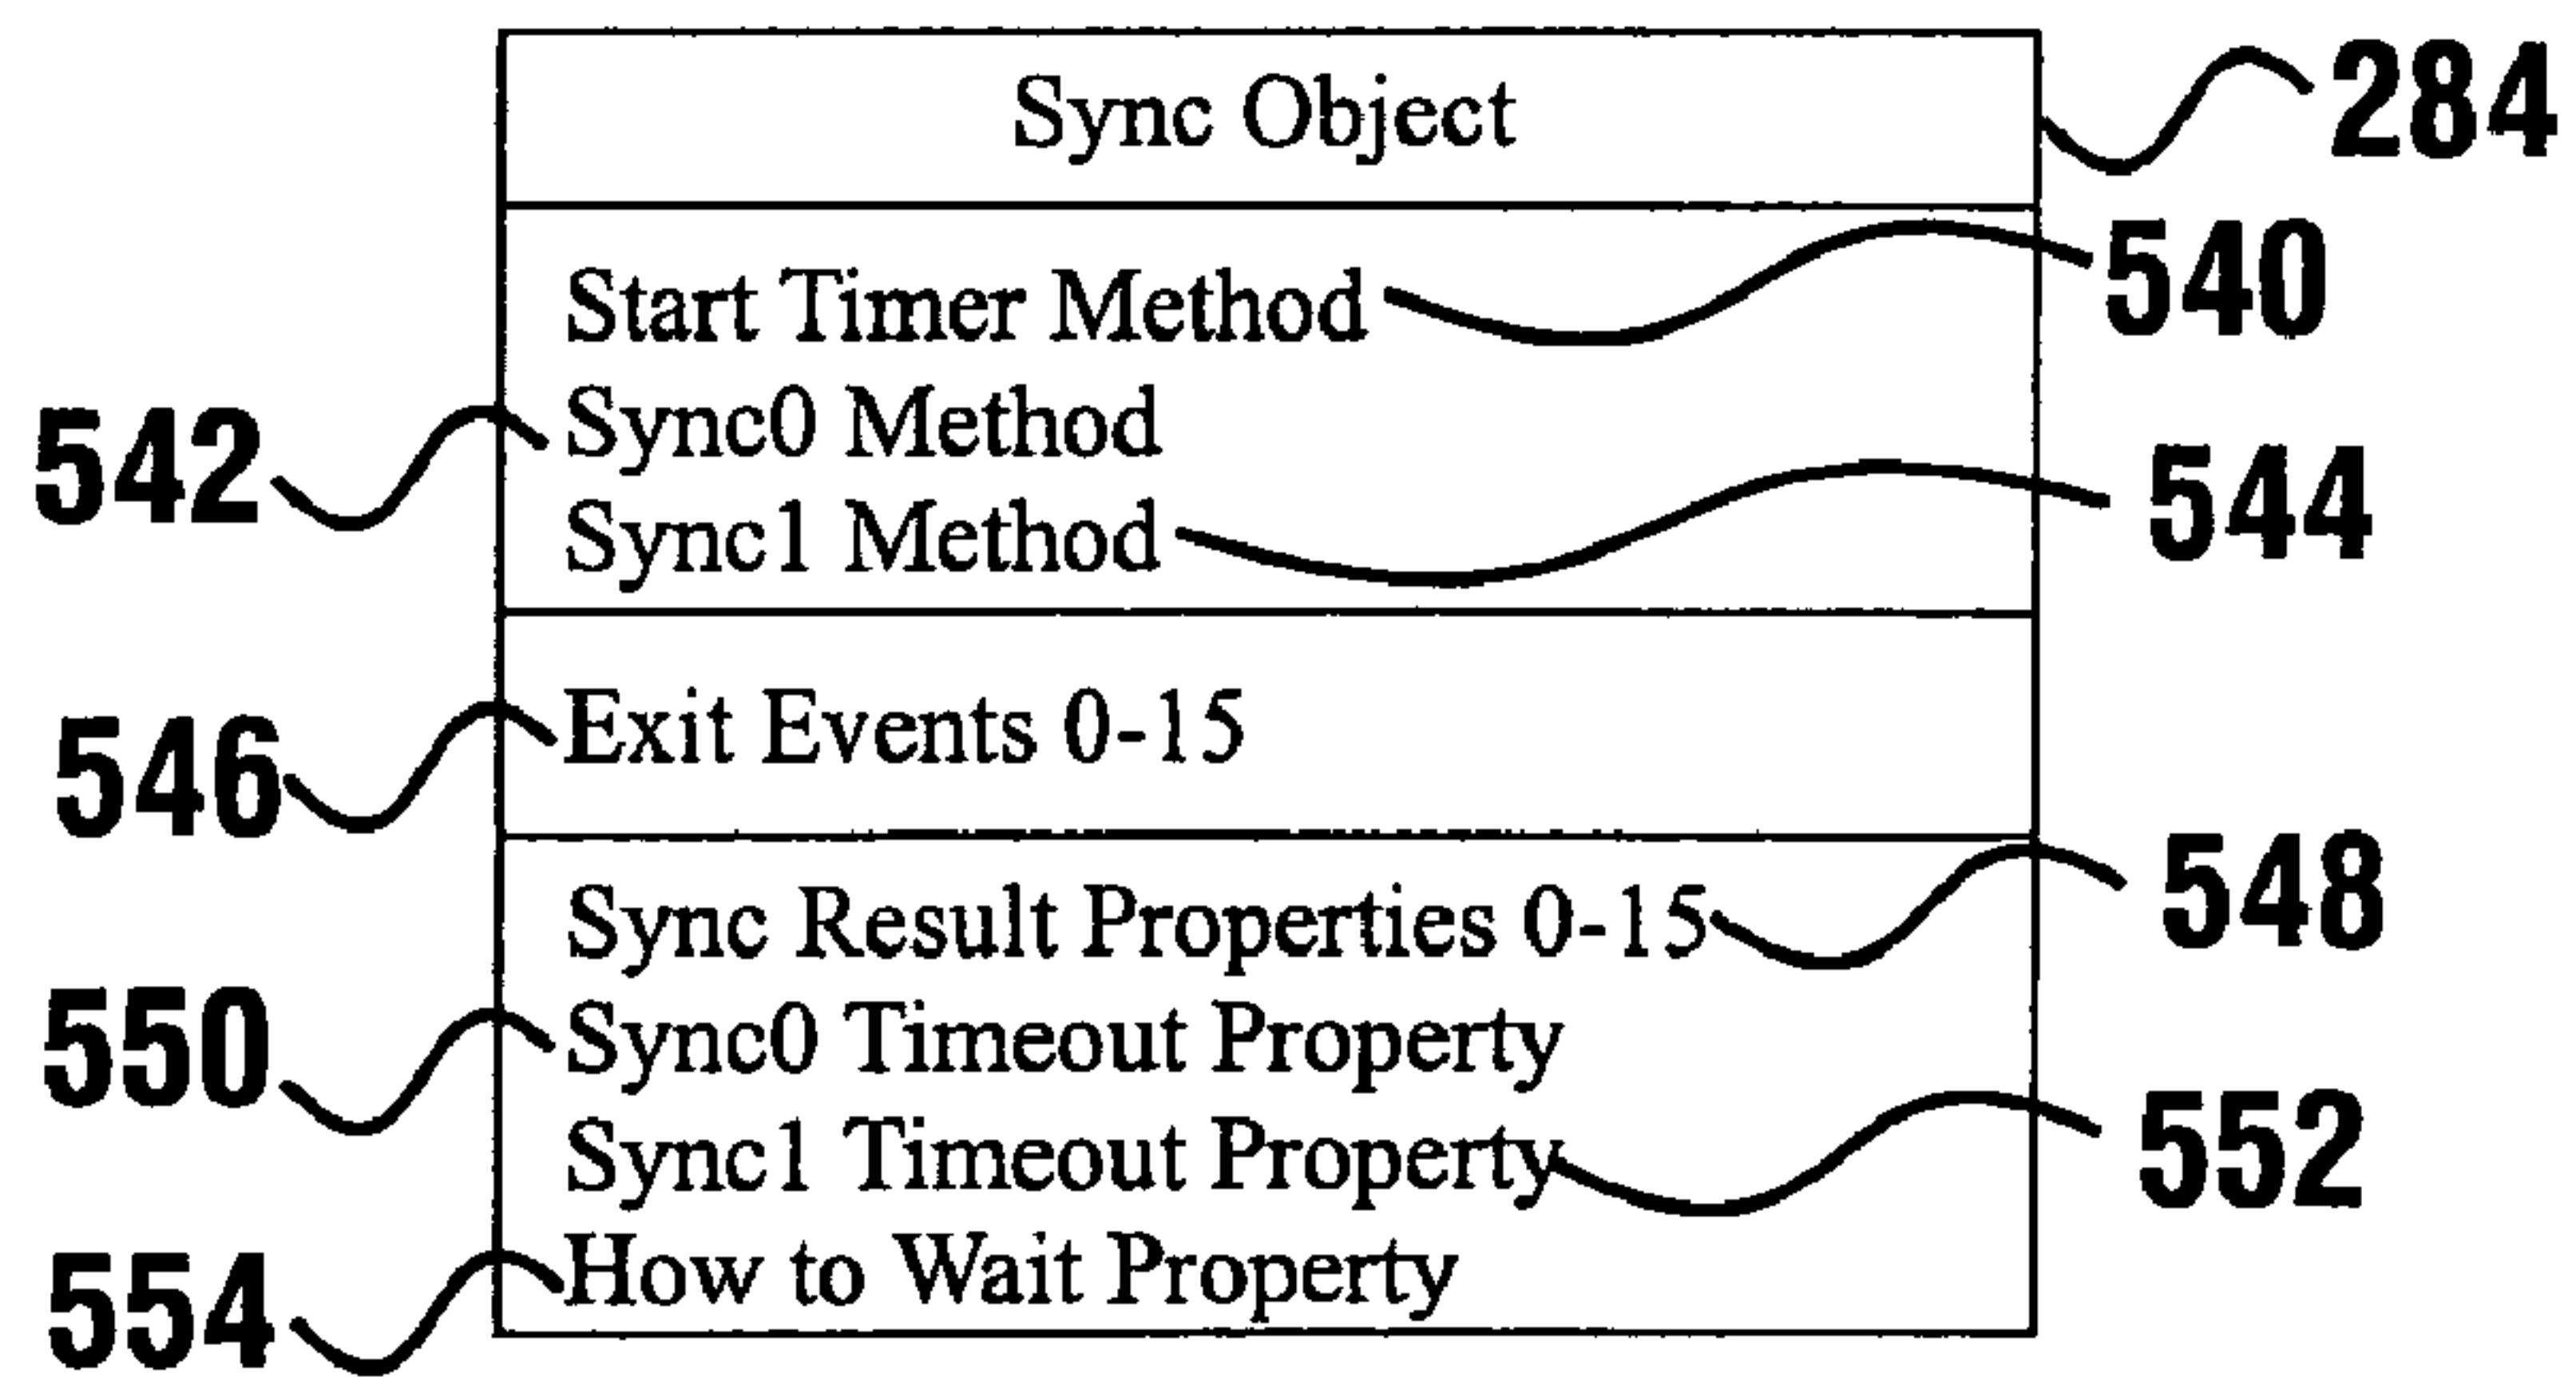 Sync Object 284
Start Timer Method 540
542 Sync0 Method
Sync1 Method 544
546 Exit Events 0-15
Sync Result Properties 0-15 548
550 Sync0 Timeout Property
Sync1 Timeout Property 552
554 How to Wait Property